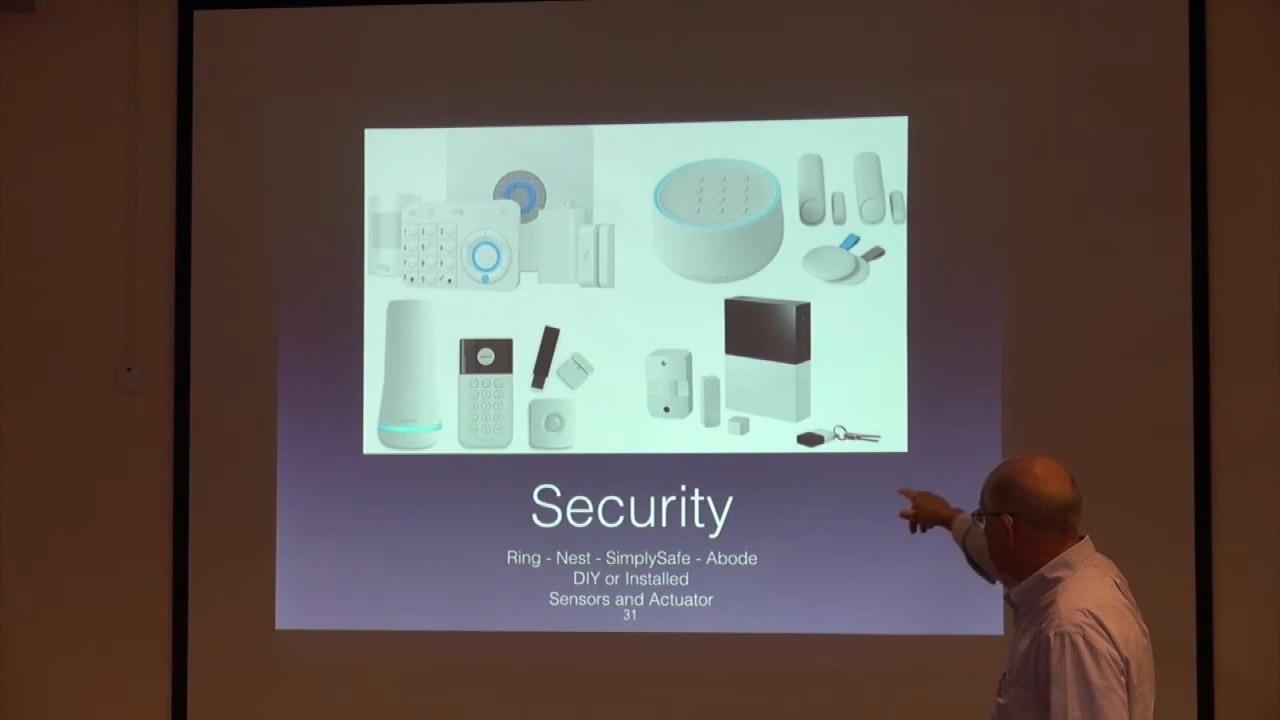 Security
Ring - Nest - SimplySafe - Abode
DIY or Installed
Sensors and Actuator
31